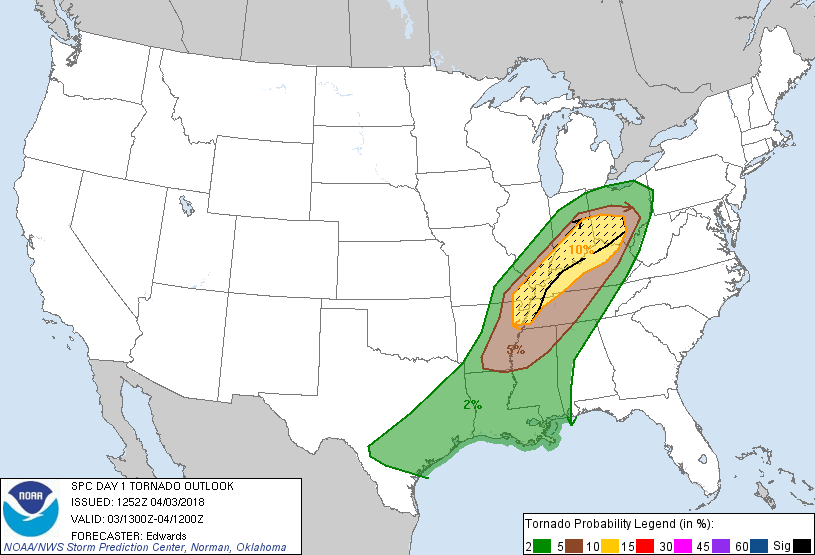 10%
5%
2%
NOAA
SPC DAY 1 TORNADO OUTLOOK
ISSUED: 1252Z 04/03/2018
VALID: 03/1300Z-04/1200Z
FORECASTER: Edwards
NOAA/NWS Storm Prediction Center, Norman, Oklahoma
Tornado Probability Legend (in %):
2 5 10 15 30 45 60 Sig